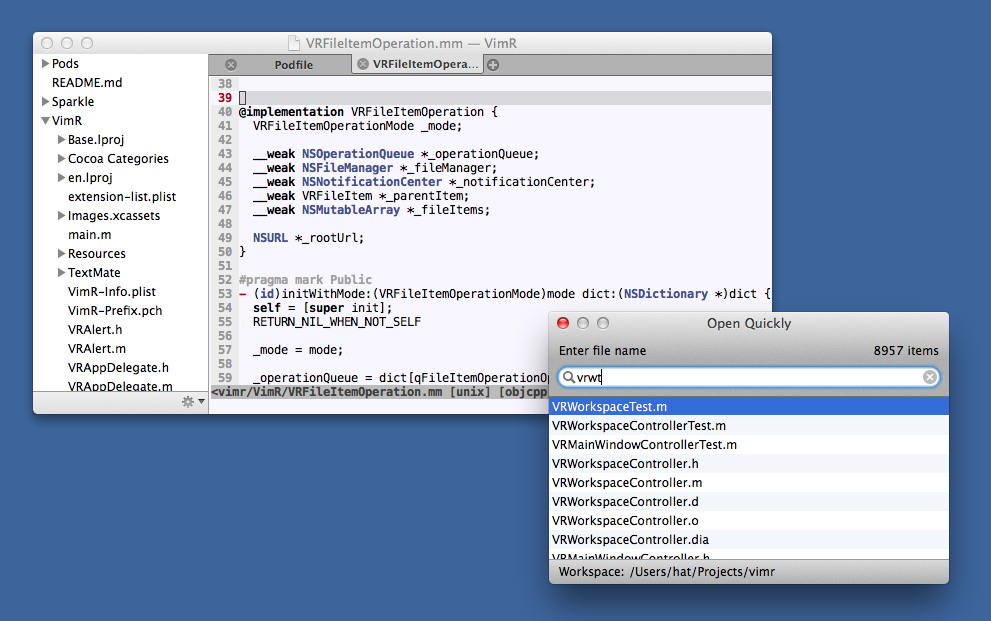 VRFileItemOperation.mm — VimR
Pods
README.md
Sparkle
VimR
Base.lproj
Cocoa Categories
en.lproj
extension-list.plist
Images.xcassets
main.m
Resources
TextMate
VimR-Info.plist
VimR-Prefix.pch
VRAlert.h
VRAlert.m
VRAppDelegate.h
VRAppDelegate.m
Podfile
VRFileItemOpera...
38
39
40 @implementation VRFileItemOperation {
41 VRFileItemOperationMode _mode;
42
43 __weak NSOperationQueue *_operationQueue;
44 __weak NSFileManager *_fileManager;
45 __weak NSNotificationCenter *_notificationCenter;
46 __weak VRFileItem *_parentItem;
47 __weak NSMutableArray *_fileItems;
48
49 NSURL *_rootUrl;
50 }
51
52 #pragma mark Public
53 - (id)initWithMode:(VRFileItemOperationMode)mode dict:(NSDictionary *)dict {
54 self = [super init];
55 RETURN_NIL_WHEN_NOT_SELF
56
57 _mode = mode;
58
59 _operationQueue = dict[qFileItemOperationOp
<vimr/VimR/VRFileItemOperation.mm [unix] [objcpp
Open Quickly
Enter file name 8957 items
vrwt
VRWorkspaceTest.m
VRWorkspaceControllerTest.m
VRMainWindowControllerTest.m
VRWorkspaceController.h
VRWorkspaceController.m
VRWorkspaceController.d
VRWorkspaceController.o
VRWorkspaceController.dia
VRMainWindowController.h
Workspace: /Users/hat/Projects/vimr